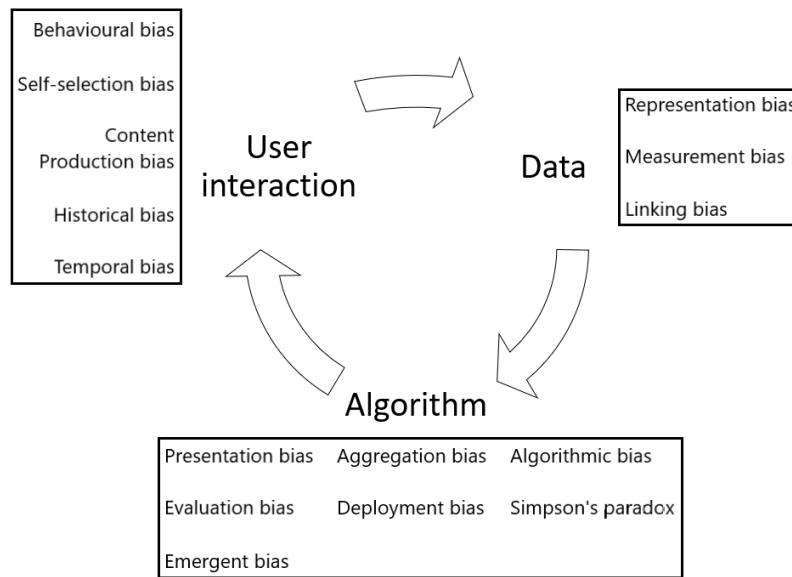 Behavioural bias
Self-selection bias
Content
Production bias
Historical bias
Temporal bias
User
interaction
Data
Representation bias
Measurement bias
Linking bias
Algorithm
Presentation bias Aggregation bias Algorithmic bias
Evaluation bias Deployment bias Simpson's paradox
Emergent bias